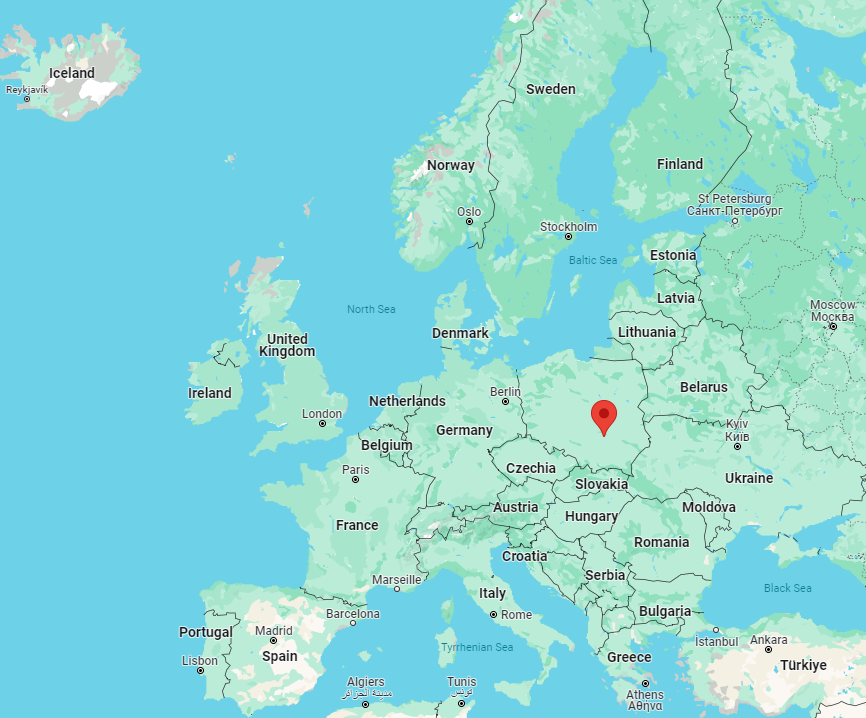 Iceland
Reykjavík
Sweden
Norway
Finland
St Petersburg
Санкт-Петербург
Oslo
Stockholm
Estonia
Baltic Sea
Latvia
Moscow
Москва
North Sea
Denmark
Lithuania
United
Kingdom
Ireland
Belarus
Netherlands
Berlin
London
Germany
Kyiv
Київ
Belgium
Paris
Czechia
Slovakia
Ukraine
Austria
Moldova
France
Hungary
Romania
Croatia
Serbia
Marseille
Black Sea
Italy
Bulgaria
Barcelona
Rome
Portugal
Madrid
İstanbul
Ankara
Tyrrhenian Sea
Spain
Greece
Lisbon
Türkiye
Algiers
مدينة الجزائر
Tunis
تونس
Athens
Αθήνα